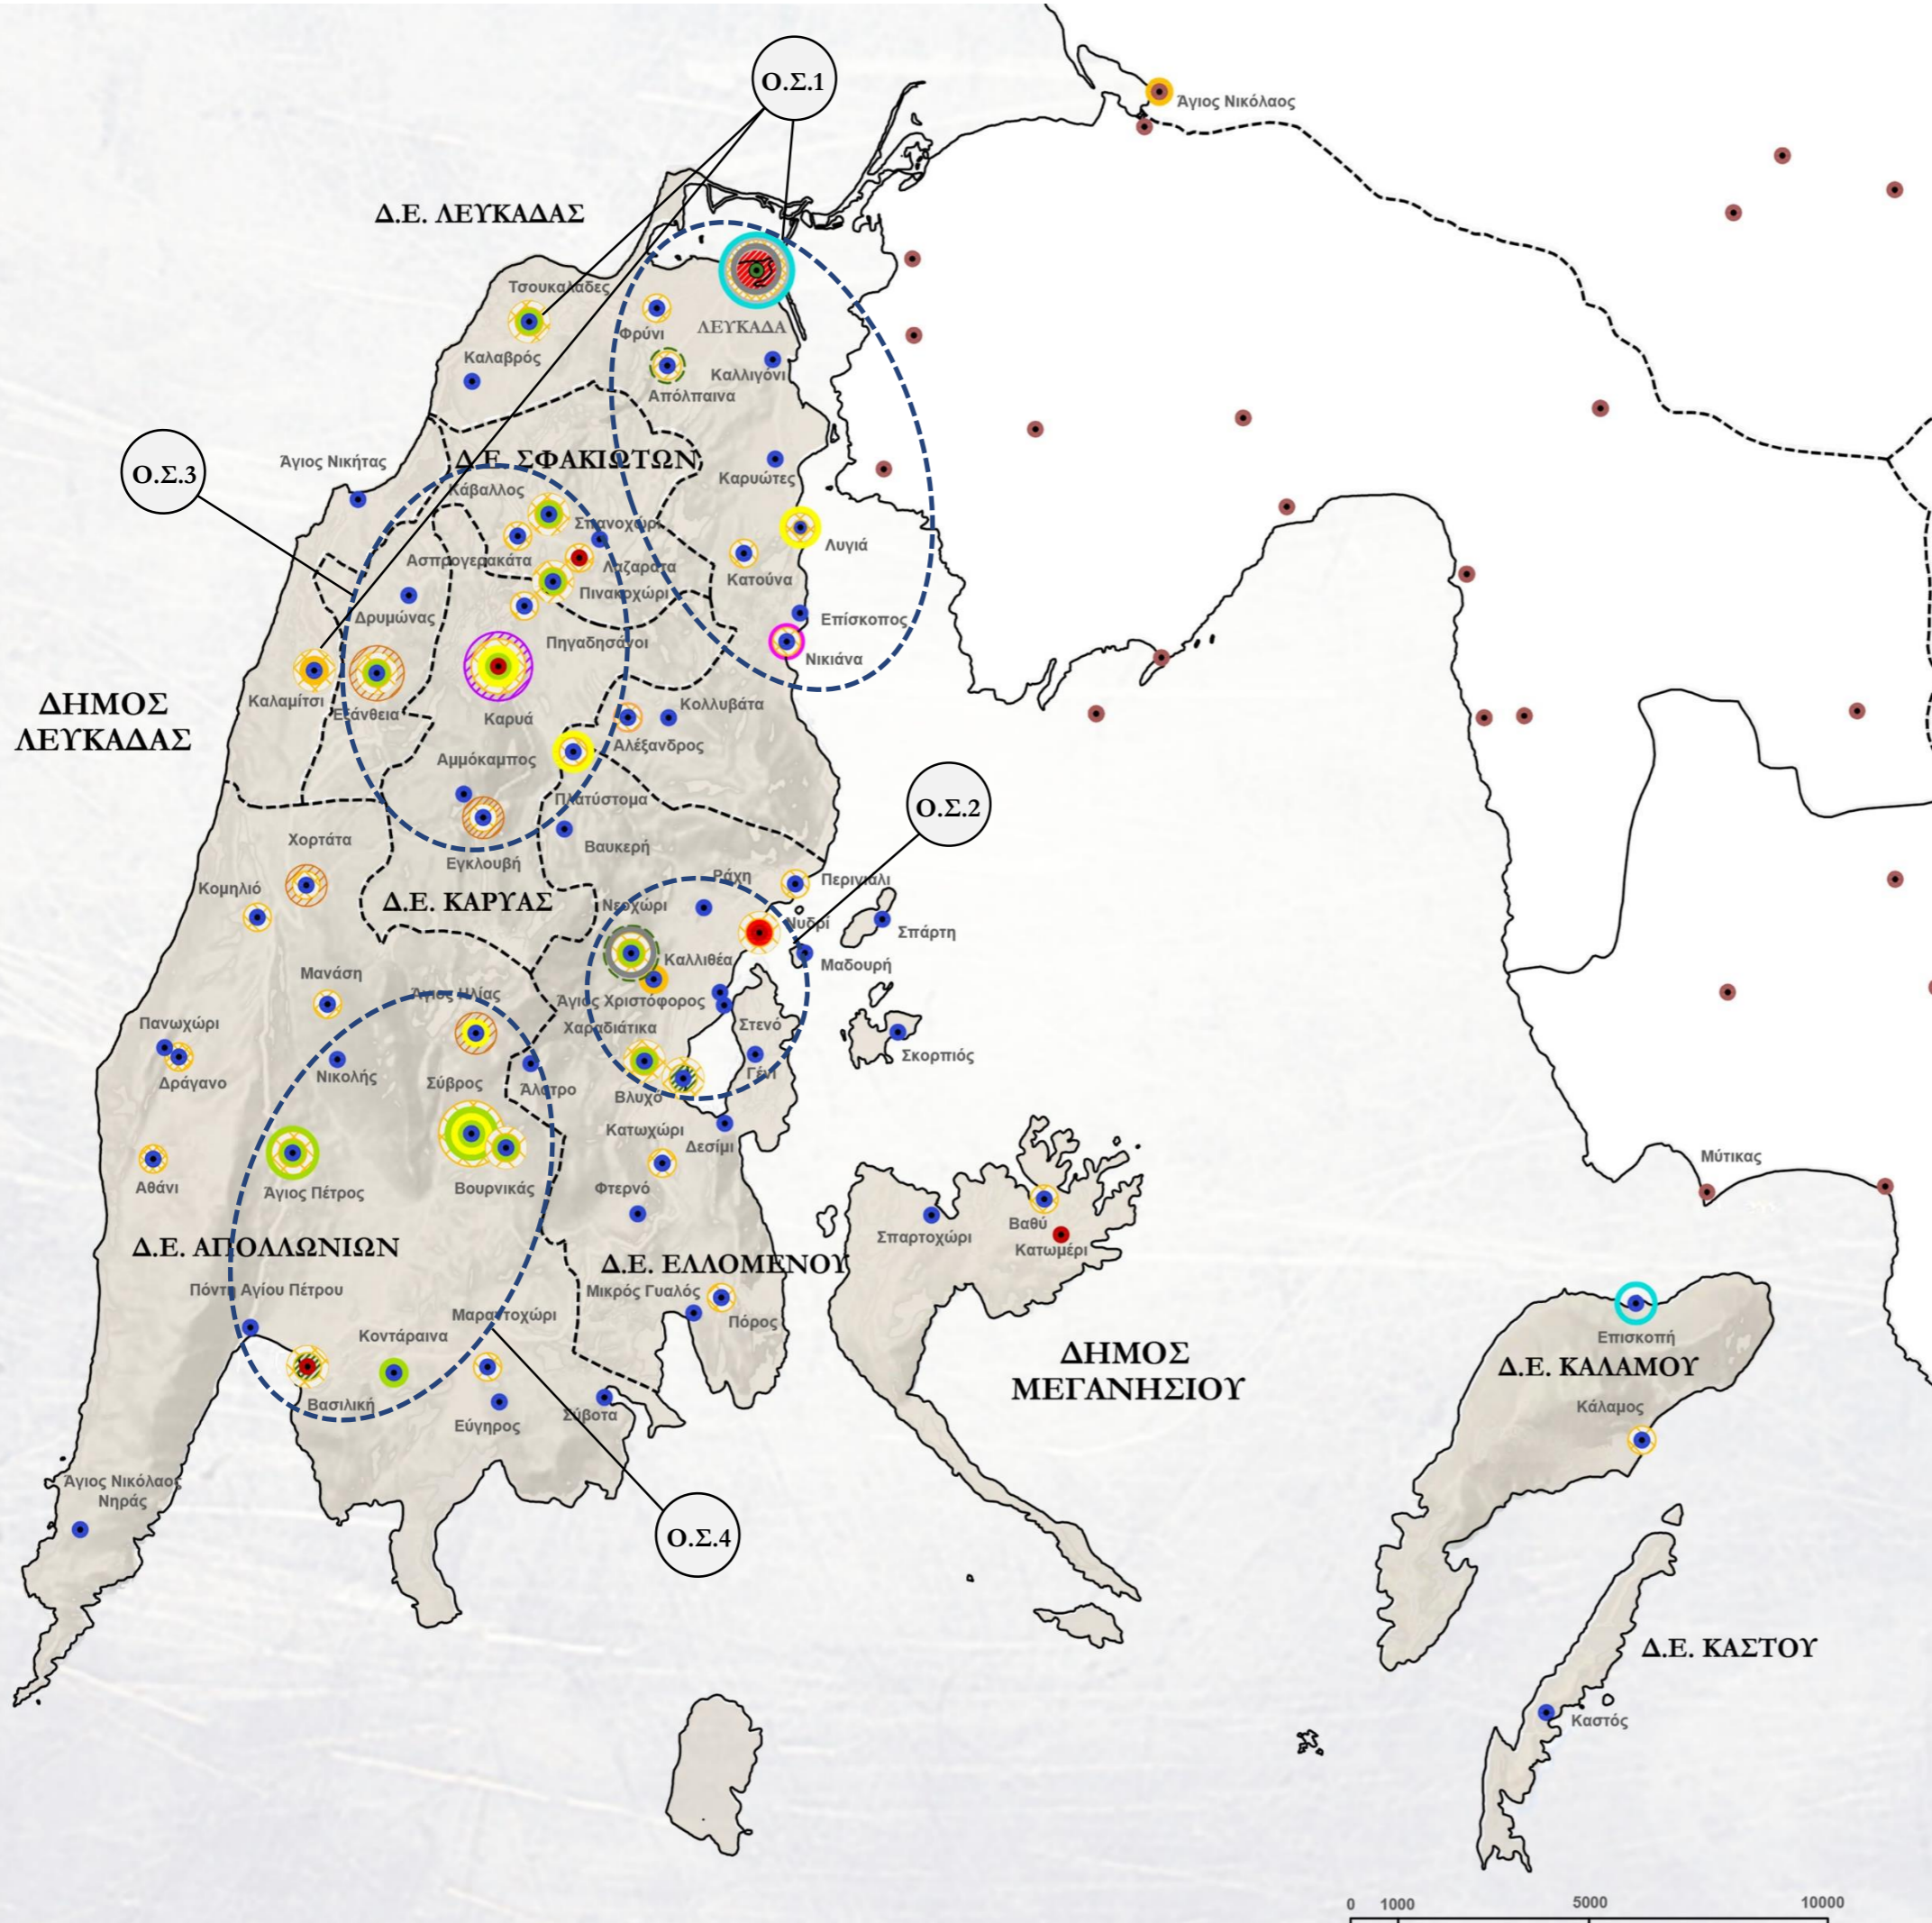 Ο.Σ.1
Άγιος Νικόλαος
Δ.Ε. ΛΕΥΚΑΔΑΣ
Τσουκαλάδες
Φρύνι
ΛΕΥΚΑΔΑ
Καλαβρός
Καλλιγόνι
Απόλπαινα
Άγιος Νικήτας
Δ.Ε. ΣΦΑΚΙΩΤΩΝ
Ο.Σ.3
Καρυώτες
Κάβαλλος
Σπανοχώρι
Λυγιά
Ασπρογερακάτα
Λαζαράτα
Κατούνα
Πινακοχώρι
Δρυμώνας
Επίσκοπος
Πηγαδησάνοι
Νικιάνα
Καλαμίτσι
Εξάνθεια
Καρυά
Κολλυβάτα
ΔΗΜΟΣ
ΛΕΥΚΑΔΑΣ
Αλέξανδρος
Αμμόκαμπος
Πλατύστομα
Ο.Σ.2
Χορτάτα
Βαυκερή
Εγκλουβή
Κομηλιό
Ράχη
Περιγιάλι
Δ.Ε. ΚΑΡΥΑΣ
Νεοχώρι
Νυδρί
Σπάρτη
Καλλιθέα
Μαδουρή
Μανάση
Άγιος Ηλίας
Άγιος Χριστόφορος
Πανωχώρι
Χαραδιάτικα
Στενό
Σκορπιός
Δράγανο
Νικολής
Σύβρος
Άλατρο
Γένι
Βλυχό
Κατωχώρι
Δεσίμι
Μύτικας
Αθάνι
Άγιος Πέτρος
Βουρνικάς
Φτερνό
Βαθύ
Σπαρτοχώρι
Κατωμέρι
Δ.Ε. ΑΠΟΛΛΩΝΙΩΝ
Δ.Ε. ΕΛΛΟΜΕΝΟΥ
Πόντη Αγίου Πέτρου
Μικρός Γυαλός
Μαραντοχώρι
Πόρος
Κοντάραινα
Επισκοπή
ΔΗΜΟΣ
ΜΕΓΑΝΗΣΙΟΥ
Δ.Ε. ΚΑΛΑΜΟΥ
Βασιλική
Κάλαμος
Σύβοτα
Εύγηρος
Άγιος Νικόλαος
Νηράς
Ο.Σ.4
Δ.Ε. ΚΑΣΤΟΥ
Καστός
0 1000 5000 10000